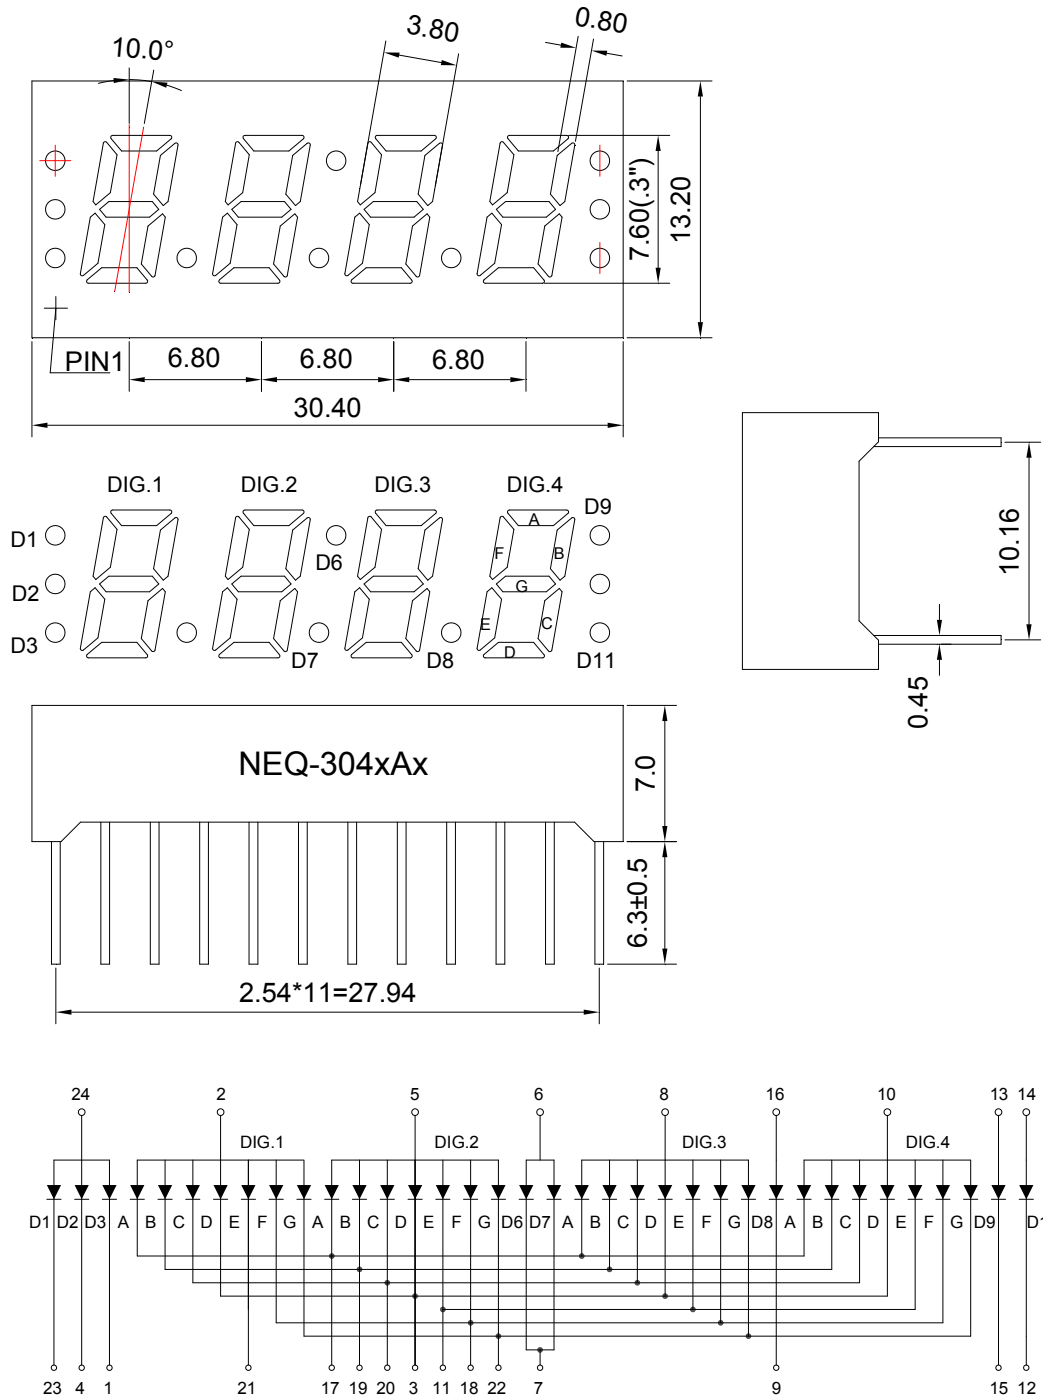 10.0°
3.80
0.80
7.60(.3")
13.20
PIN1
6.80
6.80
6.80
30.40
DIG.1
DIG.2
DIG.3
DIG.4
D1
D2
D3
D6
D7
D8
D9
D11
A
B
C
D
E
F
G
10.16
0.45
NEQ-304xAx
7.0
6.3±0.5
2.54*11=27.94
24 2 5 6 8 16 10 13 14
DIG.1 DIG.2 DIG.3 DIG.4
D1 D2 D3 A B C D E F G A B C D E F G D6 D7 A B C D E F G D8 A B C D E F G D9
23 4 1 21 17 19 20 3 11 18 22 7 9 15 12